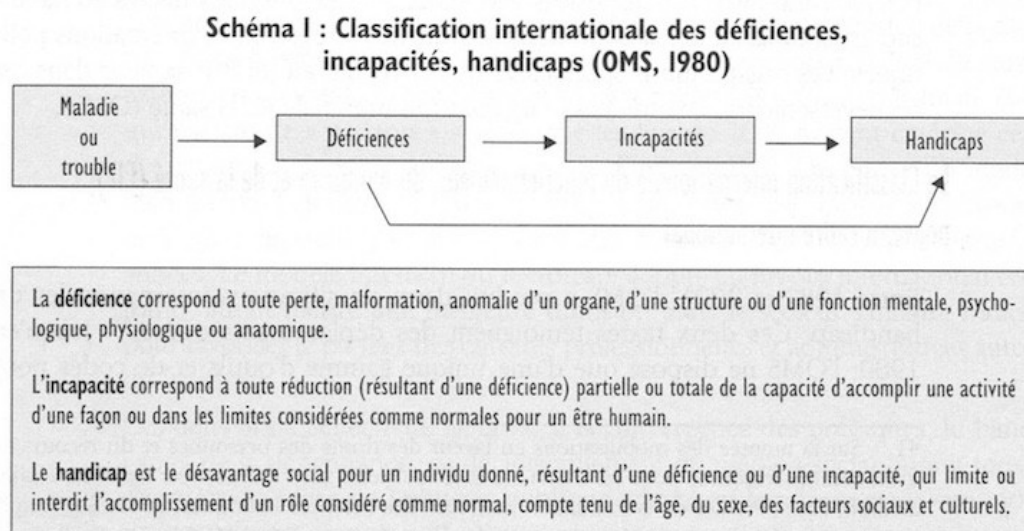 Schéma I : Classification internationale des déficiences,
incapacités, handicaps (OMS, 1980)
Maladie
ou
trouble
Déficiences
Incapacités
Handicaps
La déficience correspond à toute perte, malformation, anomalie d'un organe, d'une structure ou d'une fonction mentale, psycho-
logique, physiologique ou anatomique.
L'incapacité correspond à toute réduction (résultant d'une déficience) partielle ou totale de la capacité d'accomplir une activité
d'une façon ou dans les limites considérées comme normales pour un être humain.
Le handicap est le désavantage social pour un individu donné, résultant d'une déficience ou d'une incapacité, qui limite ou
interdit l'accomplissement d'un rôle considéré comme normal, compte tenu de l'âge, du sexe, des facteurs sociaux et culturels.